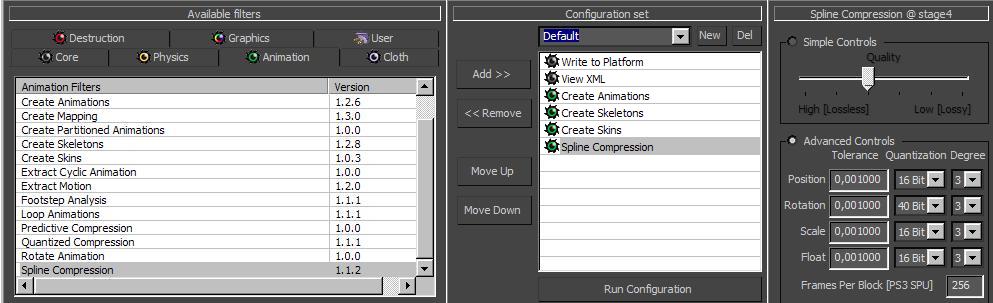 Available filters
Destruction Graphics User
Core Physics Animation Cloth
Animation Filters Version
Create Animations 1.2.6
Create Mapping 1.3.0
Create Partitioned Animations 1.0.0
Create Skeletons 1.2.8
Create Skins 1.0.3
Extract Cyclic Animation 1.0.0
Extract Motion 1.2.0
Footstep Analysis 1.1.1
Loop Animations 1.1.1
Predictive Compression 1.0.0
Quantized Compression 1.1.1
Rotate Animation 1.0.0
Spline Compression 1.1.2
Configuration set
Default New Del
Add >>
<< Remove
Move Up
Move Down
Write to Platform
View XML
Create Animations
Create Skeletons
Create Skins
Spline Compression
Run Configuration
Spline Compression @ stage4
Simple Controls
Quality
High [Lossless] Low [Lossy]
Advanced Controls
Tolerance Quantization Degree
Position 0,001000 16 Bit 3
Rotation 0,001000 40 Bit 3
Scale 0,001000 16 Bit 3
Float 0,001000 16 Bit 3
Frames Per Block [PS3 SPU] 256